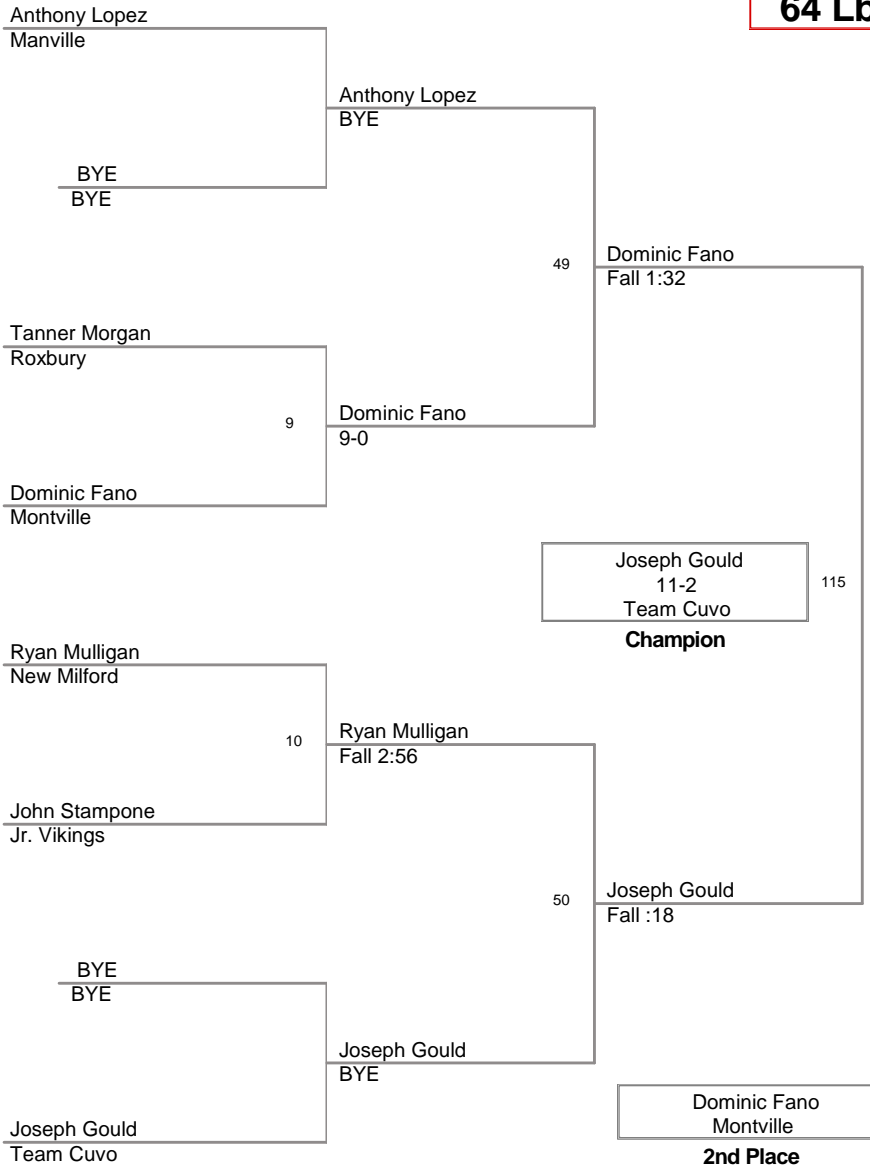 64 Lb
Anthony Lopez
Manville
Anthony Lopez
BYE
BYE
BYE
49
Dominic Fano
Fall 1:32
Tanner Morgan
Roxbury
9
Dominic Fano
9-0
Dominic Fano
Montville
Joseph Gould
11-2
Team Cuvo
115
Champion
Ryan Mulligan
New Milford
10
Ryan Mulligan
Fall 2:56
John Stampone
Jr. Vikings
50
Joseph Gould
Fall :18
BYE
BYE
Joseph Gould
BYE
Joseph Gould
Team Cuvo
Dominic Fano
Montville
2nd Place